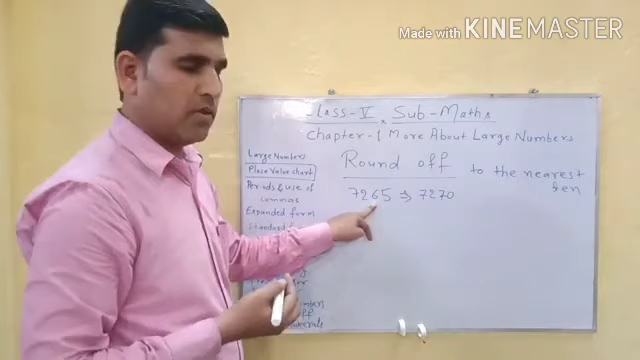 Made with KINEMASTER
Class-V, Sub-Maths
Chapter-1 More About Large Numbers
Large Numbers
Place Value Chart
Periods & use of
commas
Expanded form
Standard
Round off to the nearest
ten
7265 ⇒ 7270